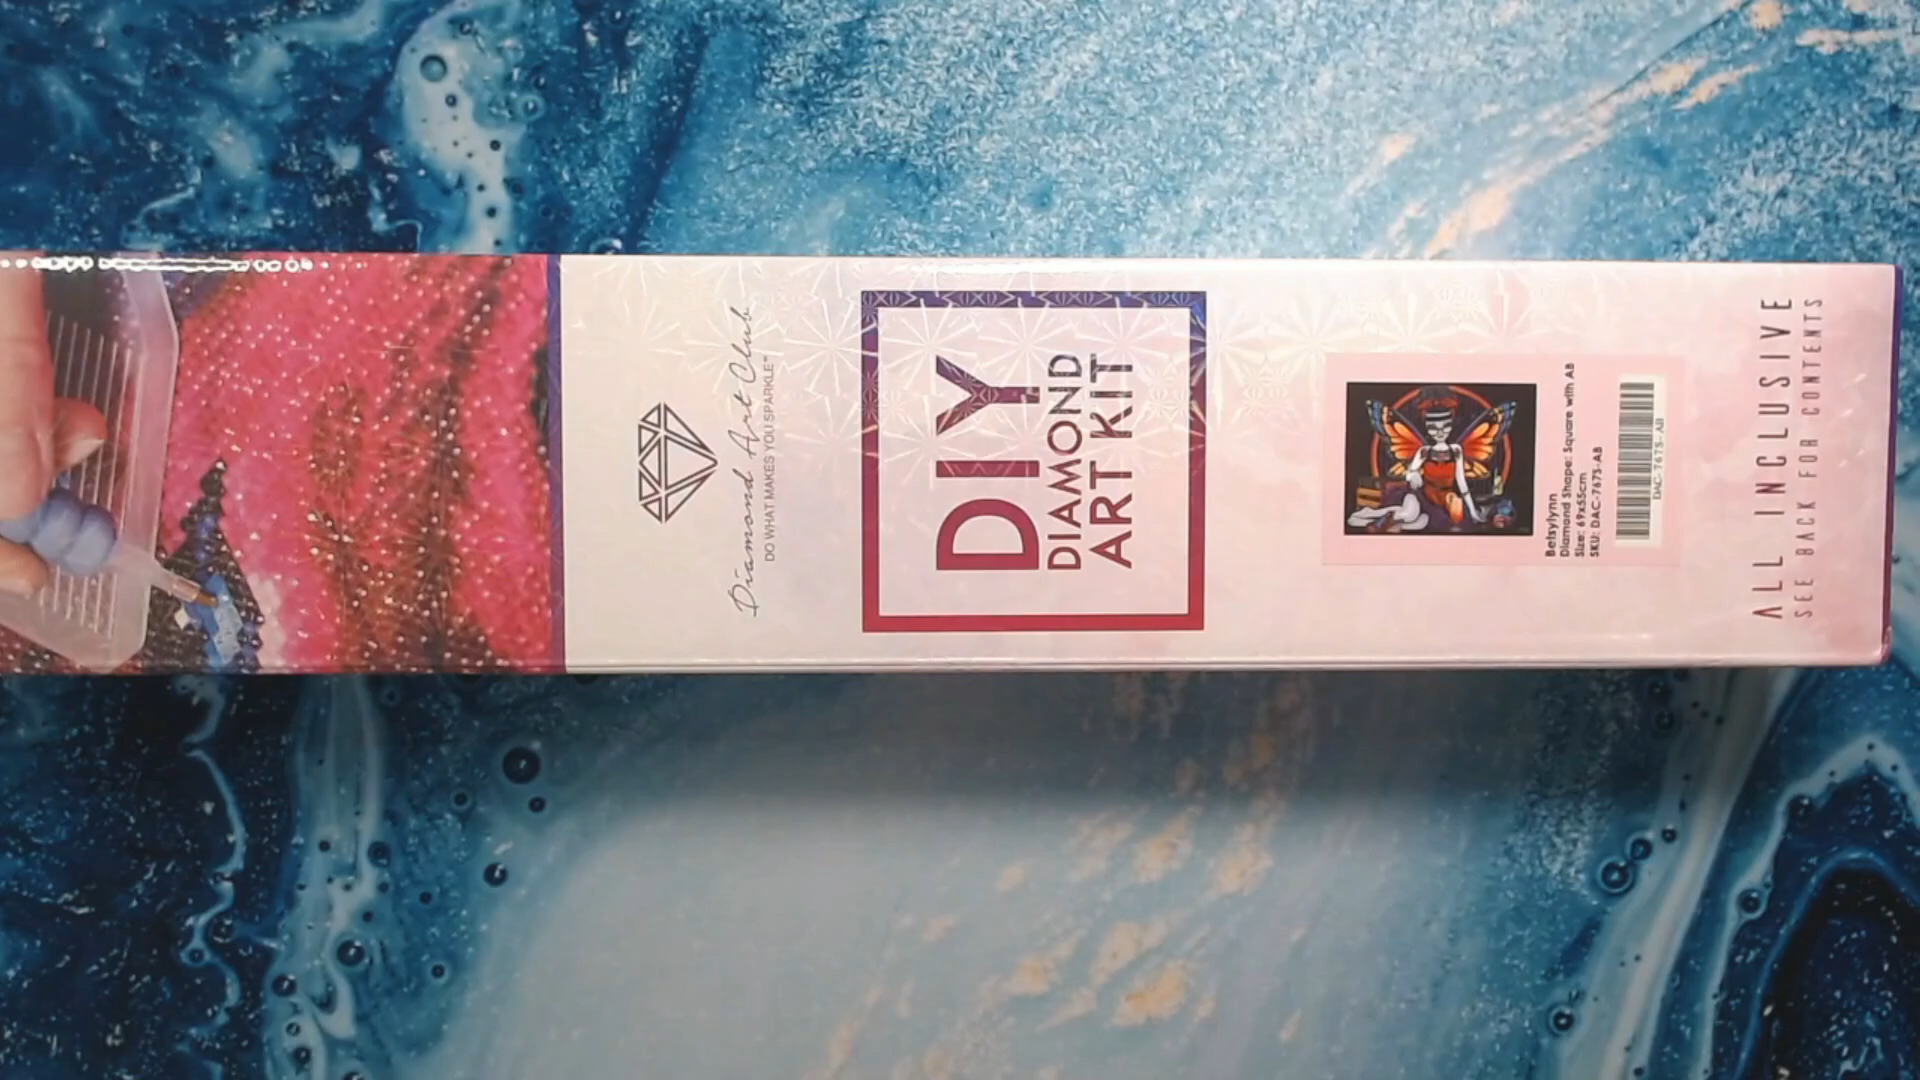 Diamond Art Club
DO WHAT MAKES YOU SPARKLE™
DIY
DIAMOND
ART KIT
Betsylynn
Diamond Shape: Square with AB
Size: 69x55cm
SKU: DAC-7675-AB
DAC-7675-AB
ALL INCLUSIVE
SEE BACK FOR CONTENTS